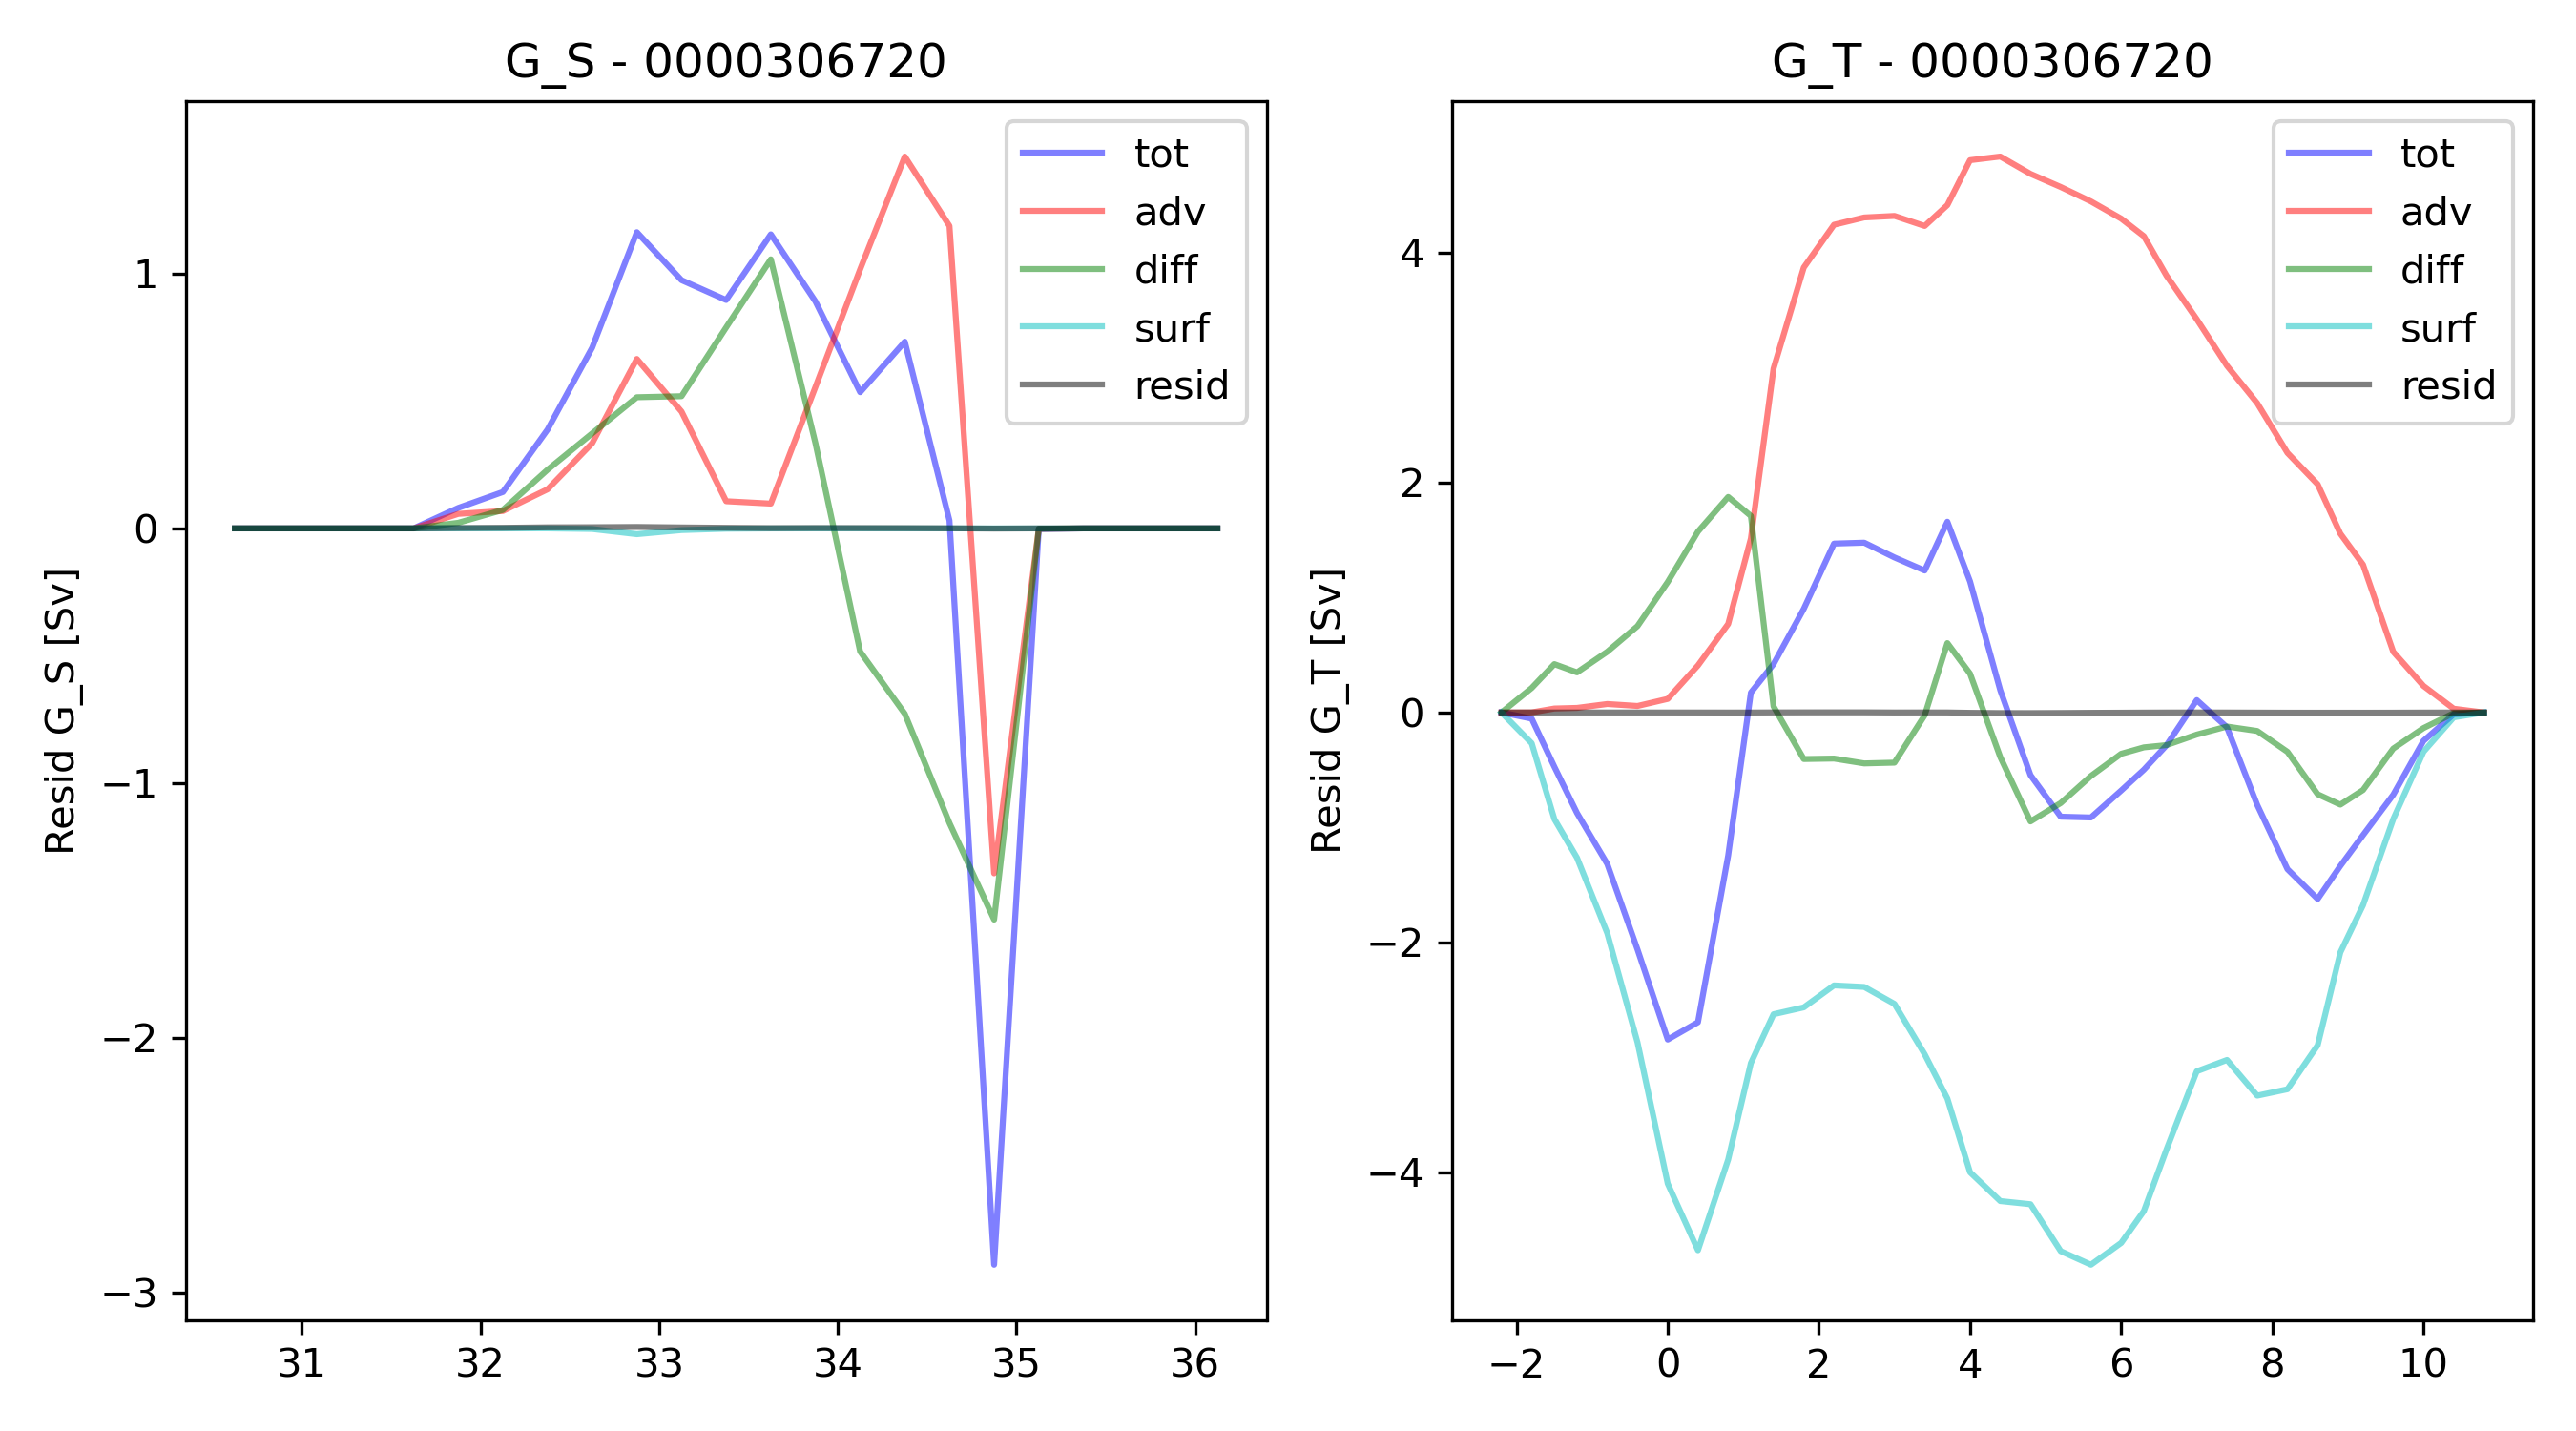 G_S - 0000306720
Resid G_S [Sv]
1
0
−1
−2
−3
31 32 33 34 35 36
tot
adv
diff
surf
resid
G_T - 0000306720
Resid G_T [Sv]
4
2
0
−2
−4
−2 0 2 4 6 8 10
tot
adv
diff
surf
resid